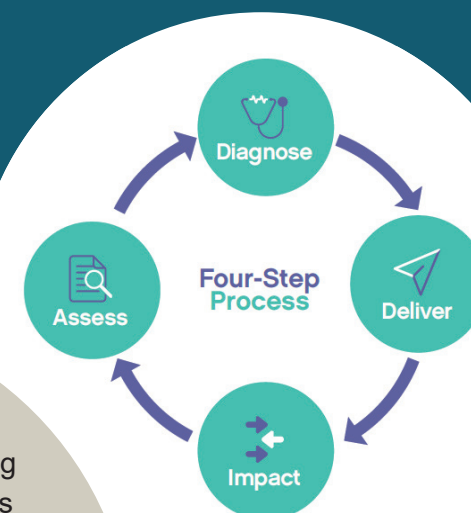 Diagnose
Four-Step
Process
Assess
Deliver
Impact